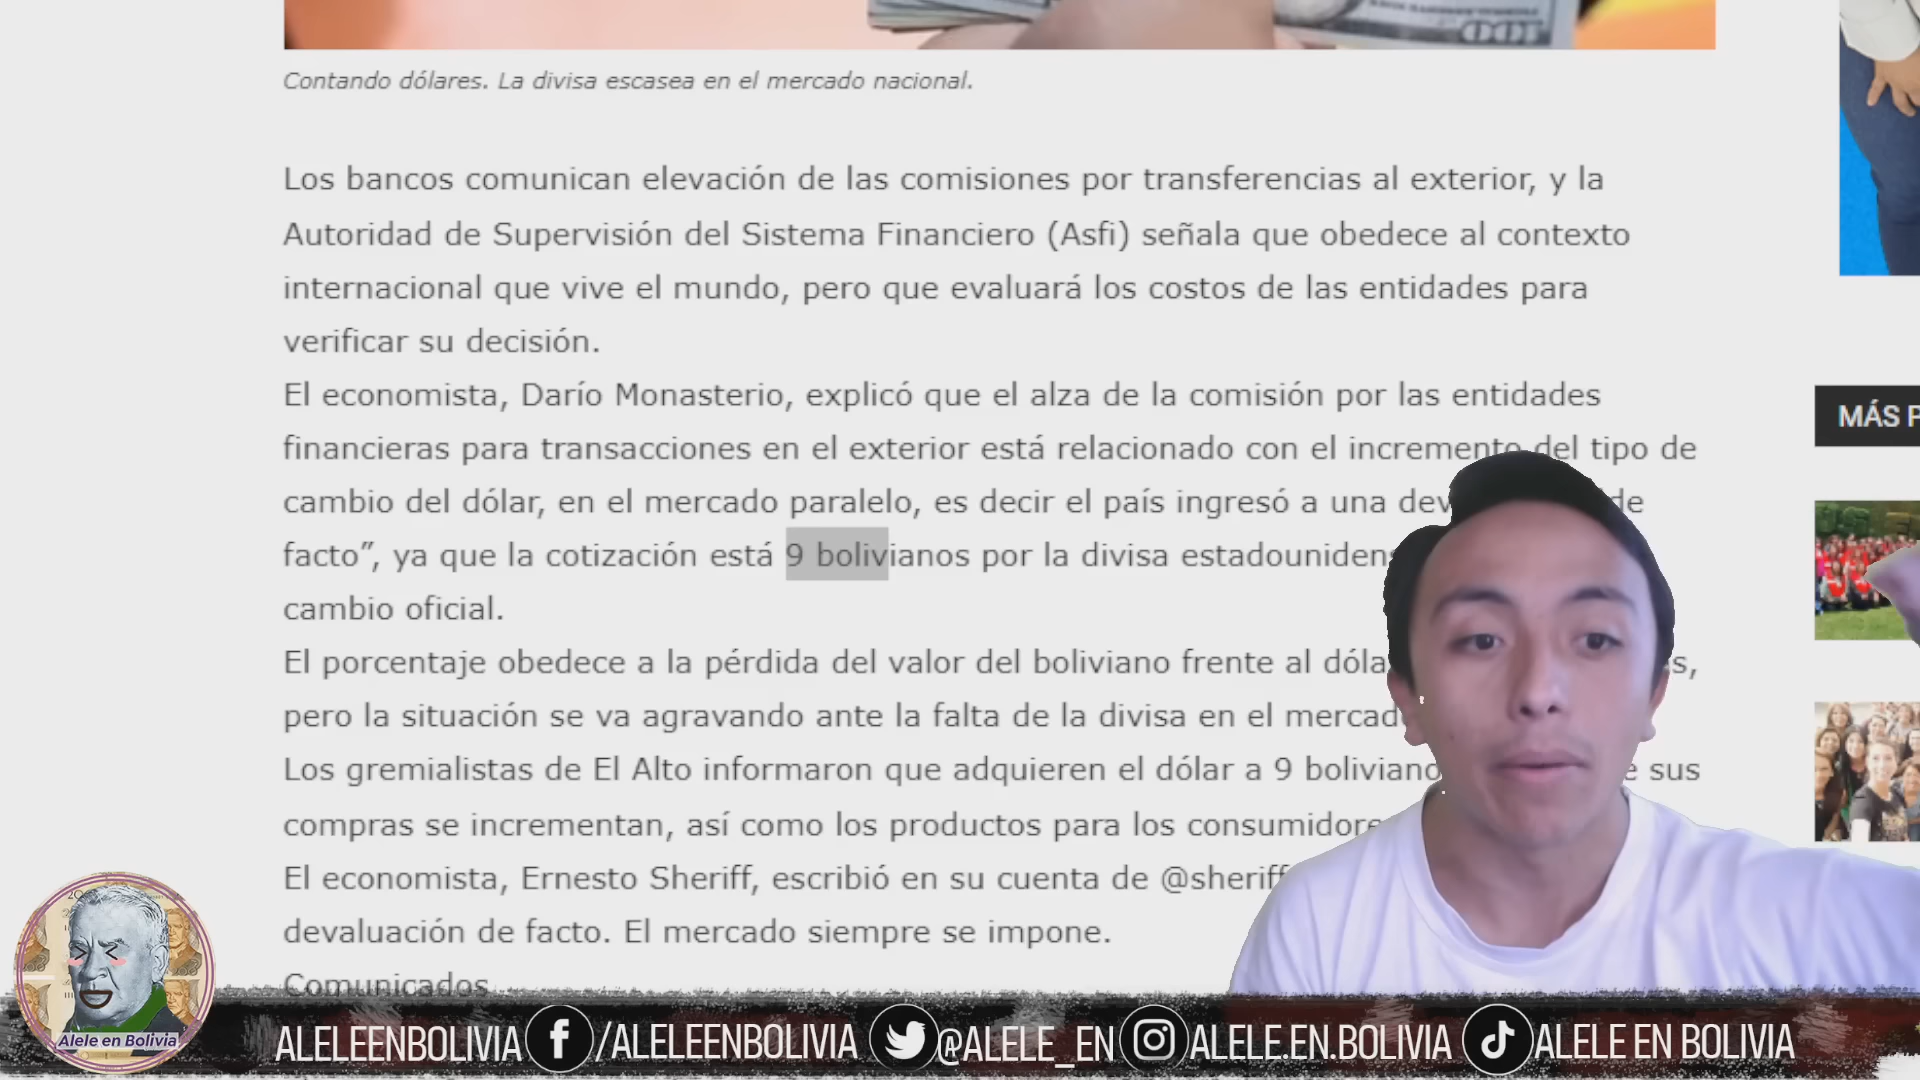 Contando dólares. La divisa escasea en el mercado nacional.
Los bancos comunican elevación de las comisiones por transferencias al exterior, y la
Autoridad de Supervisión del Sistema Financiero (Asfi) señala que obedece al contexto
internacional que vive el mundo, pero que evaluará los costos de las entidades para
verificar su decisión.
El economista, Darío Monasterio, explicó que el alza de la comisión por las entidades
financieras para transacciones en el exterior está relacionado con el incremento del tipo de
cambio del dólar, en el mercado paralelo, es decir el país ingresó a una de
facto”, ya que la cotización está 9 bolivianos por la divisa
cambio oficial.
El porcentaje obedece a la pérdida del valor del boliviano frente al
pero la situación se va agravando ante la falta de la divisa en el
Los gremialistas de El Alto informaron que adquieren el dólar a 9 sus
compras se incrementan, así como los productos para los
El economista, Ernesto Sheriff, escribió en su cuenta de
devaluación de facto. El mercado siempre se impone.
Comunicados
MÁS
100
Alele en Bolivia
ALELEENBOLIVIA f /ALELEENBOLIVIA @ALELE_EN ALELE.EN.BOLIVIA ALELE EN BOLIVIA